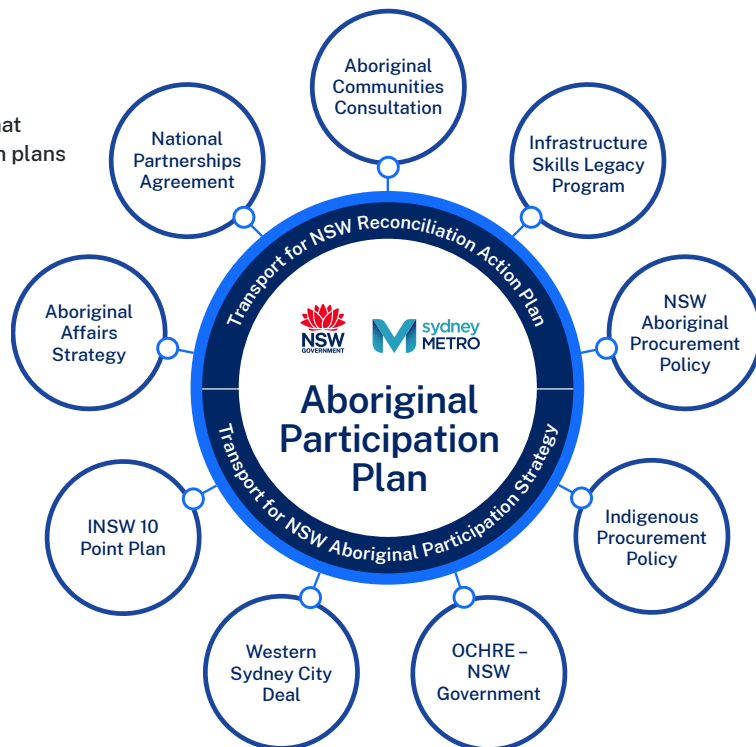 Aboriginal
Communities
Consultation
hat
n plans
National
Partnerships
Agreement
Infrastructure
Skills Legacy
Program
Transport for NSW Reconciliation Action Plan
Aboriginal
Affairs
Strategy
NSW
GOVERNMENT
sydney
METRO
NSW
Aboriginal
Procurement
Policy
Aboriginal
Participation
Plan
Transport for NSW Aboriginal Participation Strategy
INSW 10
Point Plan
Indigenous
Procurement
Policy
Western
Sydney City
Deal
OCHRE –
NSW
Government